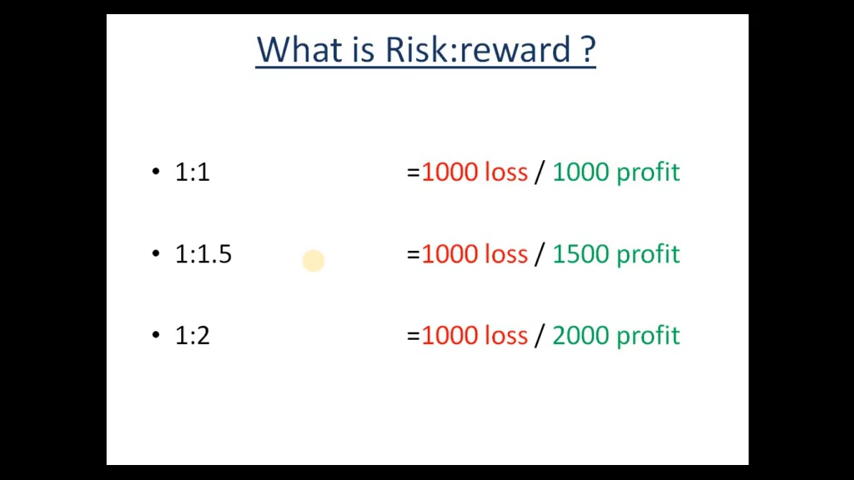 What is Risk:reward ?
• 1:1 =1000 loss / 1000 profit
• 1:1.5 =1000 loss / 1500 profit
• 1:2 =1000 loss / 2000 profit